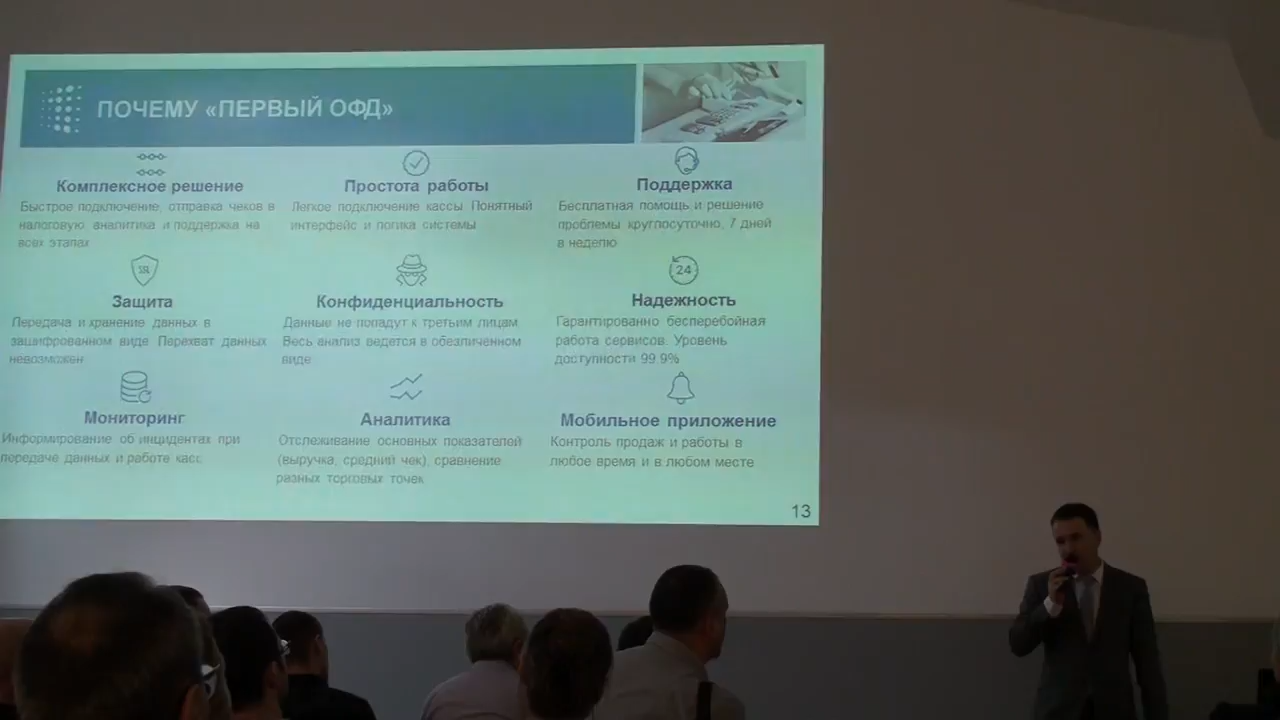 ПОЧЕМУ «ПЕРВЫЙ ОФД»
Комплексное решение
Быстрое подключение, отправка чеков в
налоговую, аналитика и поддержка на
всех этапах
Простота работы
Легкое подключение кассы Понятный
интерфейс и логика системы
Поддержка
Бесплатная помощь и решение
проблемы круглосуточно, 7 дней
в неделю
SSL
Защита
Передача и хранение данных в
зашифрованном виде Перехват данных
невозможен
Конфиденциальность
Данные не попадут к третьим лицам
Весь анализ ведется в обезличенном
виде
24
Надежность
Гарантированно бесперебойная
работа сервисов. Уровень
доступности 99.9%
Мониторинг
Информирование об инцидентах при
передаче данных и работе касс
Аналитика
Отслеживание основных показателей
(выручка, средний чек), сравнение
разных торговых точек
Мобильное приложение
Контроль продаж и работы в
любое время и в любом месте
13